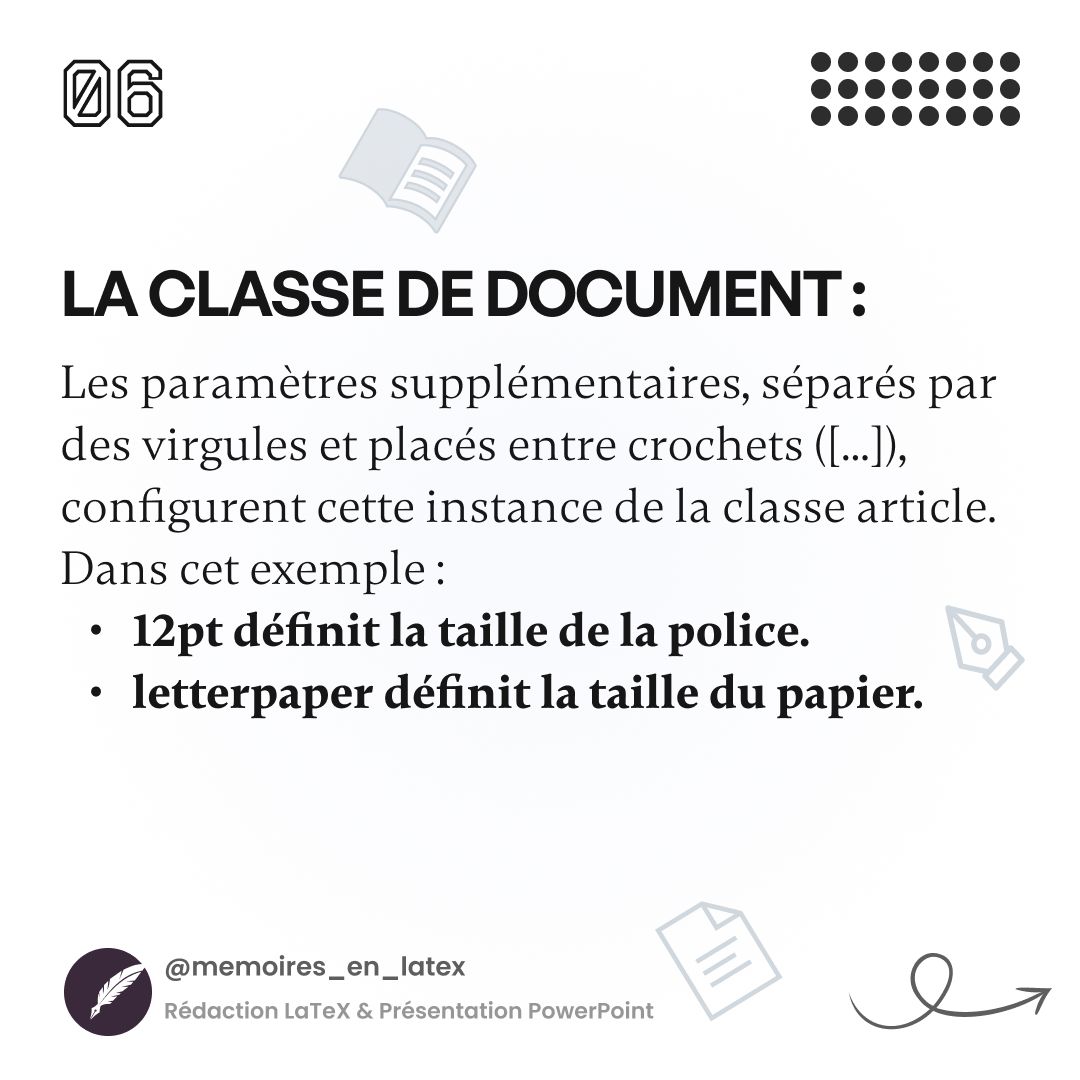 06
LA CLASSE DE DOCUMENT :
Les paramètres supplémentaires, séparés par
des virgules et placés entre crochets ([...]),
configurent cette instance de la classe article.
Dans cet exemple :
• 12pt définit la taille de la police.
• letterpaper définit la taille du papier.
@memoires_en_latex
Rédaction LaTeX & Présentation PowerPoint